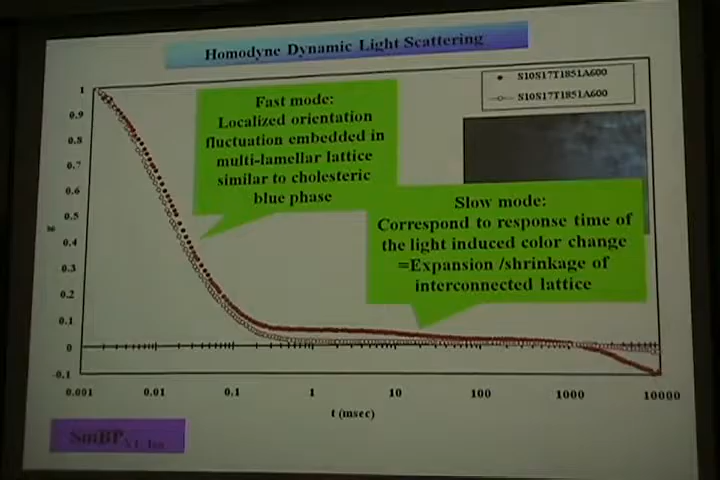 Homodyne Dynamic Light Scattering
S10S17T1851A600
S10S17T1851A600
Fast mode:
Localized orientation
fluctuation embedded in
multi-lamellar lattice
similar to cholesteric
blue phase
Slow mode:
Correspond to response time of
the light induced color change
=Expansion /shrinkage of
interconnected lattice
1
0.9
0.8
0.7
0.6
0.5
0.4
0.3
0.2
0.1
0
-0.1
0.001 0.01 0.1 1 10 100 1000 10000
t (msec)
SmBP